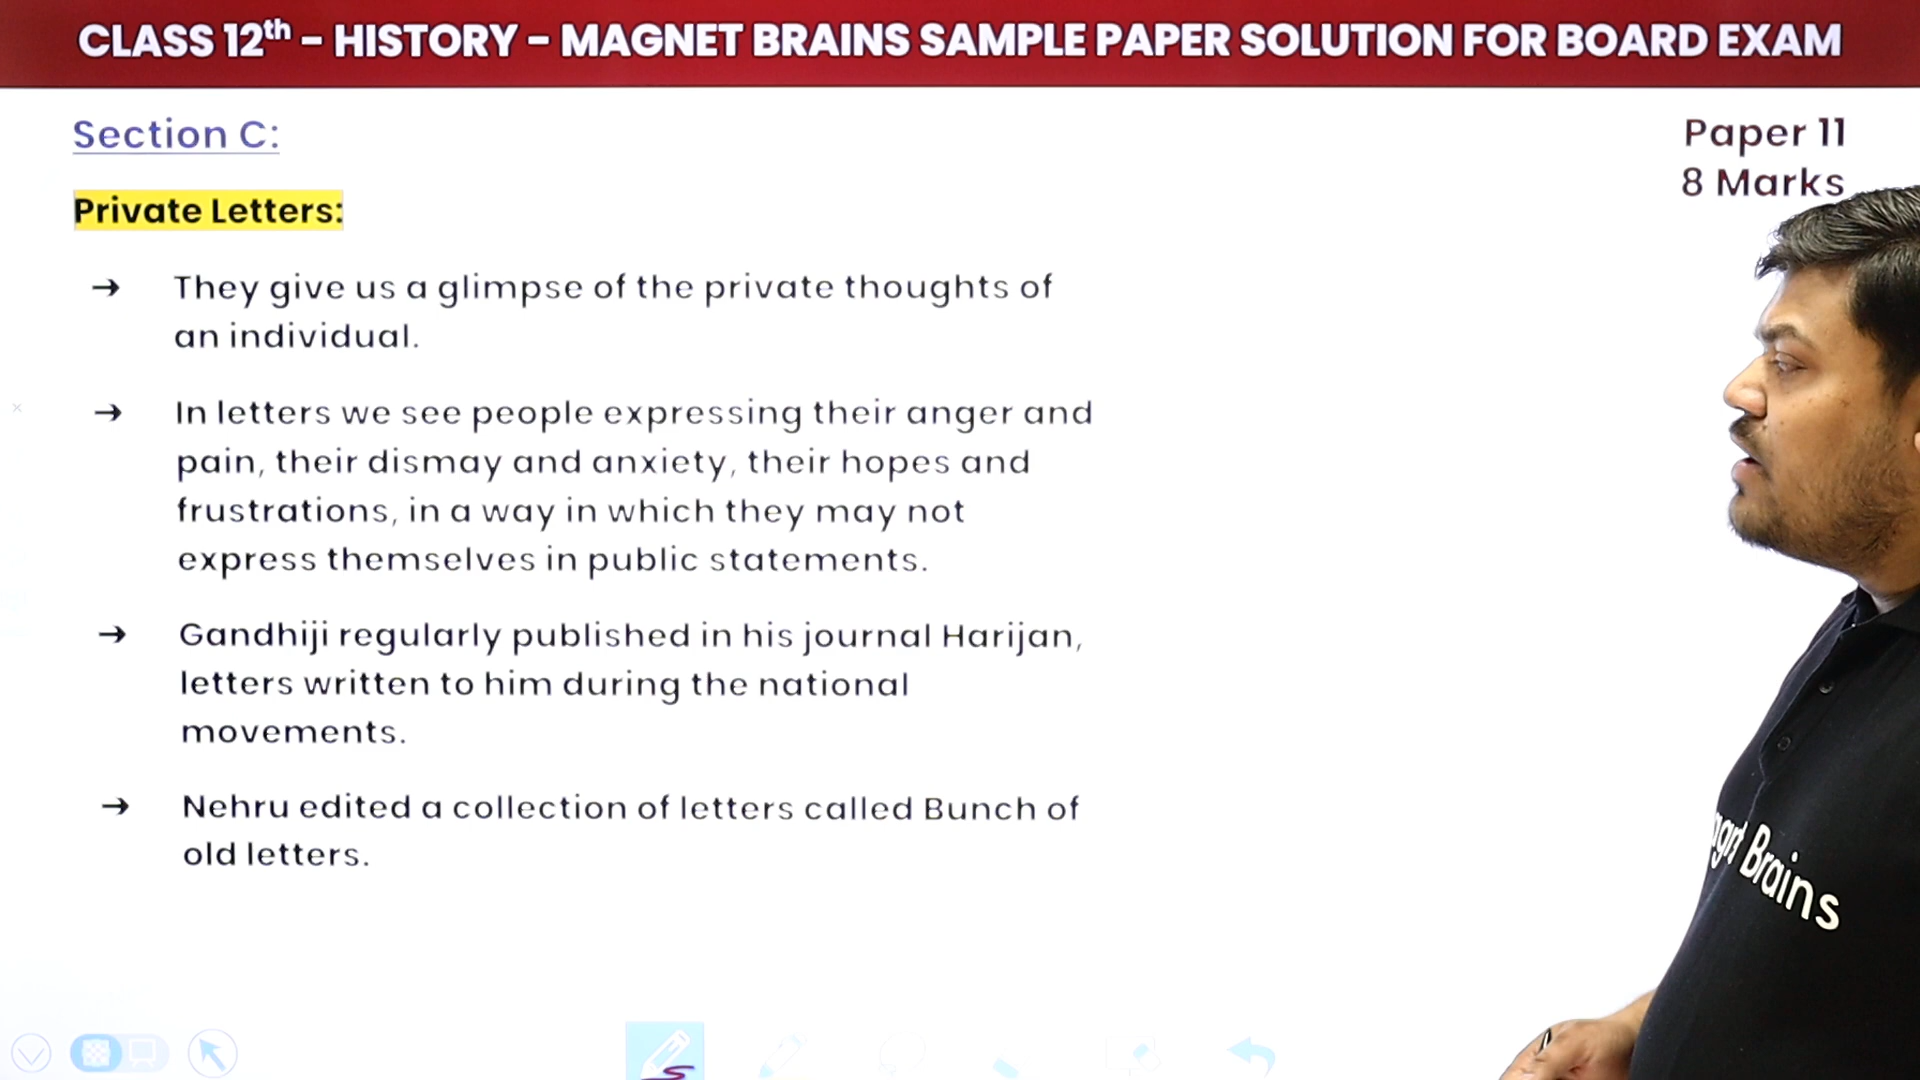 CLASS 12th - HISTORY - MAGNET BRAINS SAMPLE PAPER SOLUTION FOR BOARD EXAM
Section C:
Paper 11
8 Marks
Private Letters:
→ They give us a glimpse of the private thoughts of
an individual.
→ In letters we see people expressing their anger and
pain, their dismay and anxiety, their hopes and
frustrations, in a way in which they may not
express themselves in public statements.
→ Gandhiji regularly published in his journal Harijan,
letters written to him during the national
movements.
→ Nehru edited a collection of letters called Bunch of
old letters.
Brains